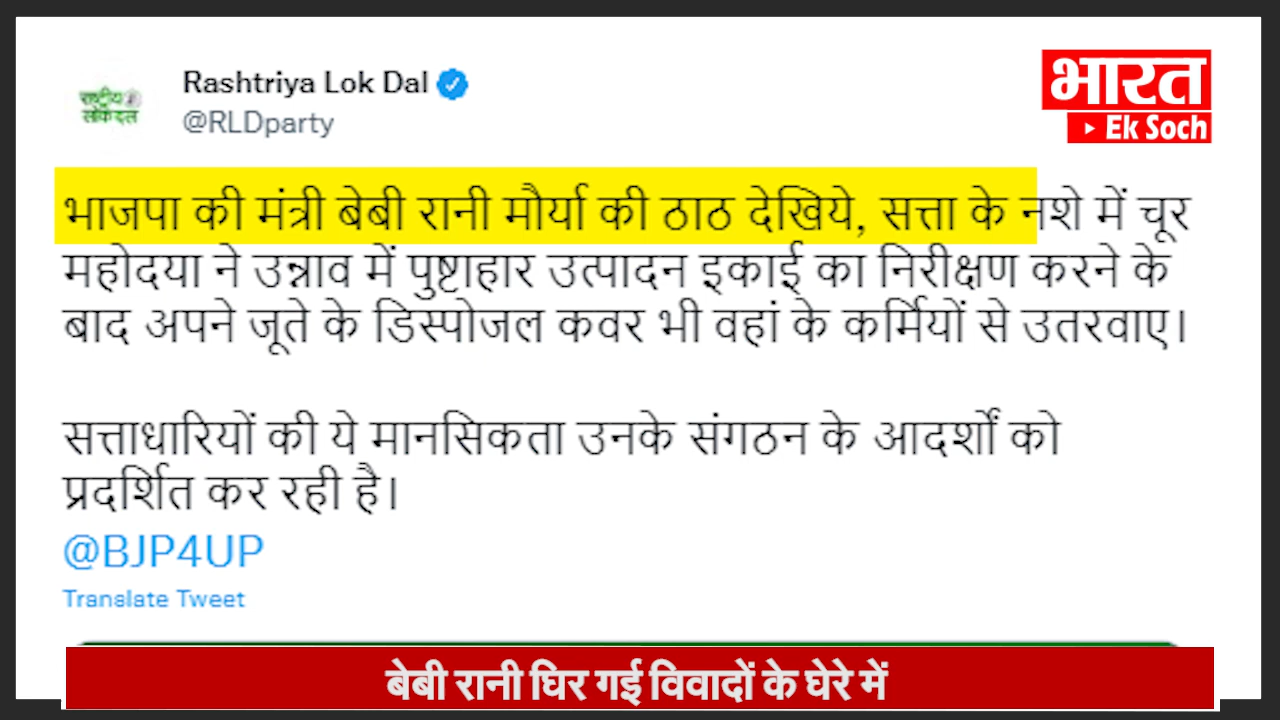 Rashtriya Lok Dal
@RLDparty
राष्ट्रीय
लोकदल
भारत
Ek Soch
भाजपा की मंत्री बेबी रानी मौर्या की ठाठ देखिये, सत्ता के नशे में चूर
महोदया ने उन्नाव में पुष्टाहार उत्पादन इकाई का निरीक्षण करने के
बाद अपने जूते के डिस्पोजल कवर भी वहां के कर्मियों से उतरवाए।
सत्ताधारियों की ये मानसिकता उनके संगठन के आदर्शों को
प्रदर्शित कर रही है।
@BJP4UP
Translate Tweet
बेबी रानी घिर गई विवादों के घेरे में